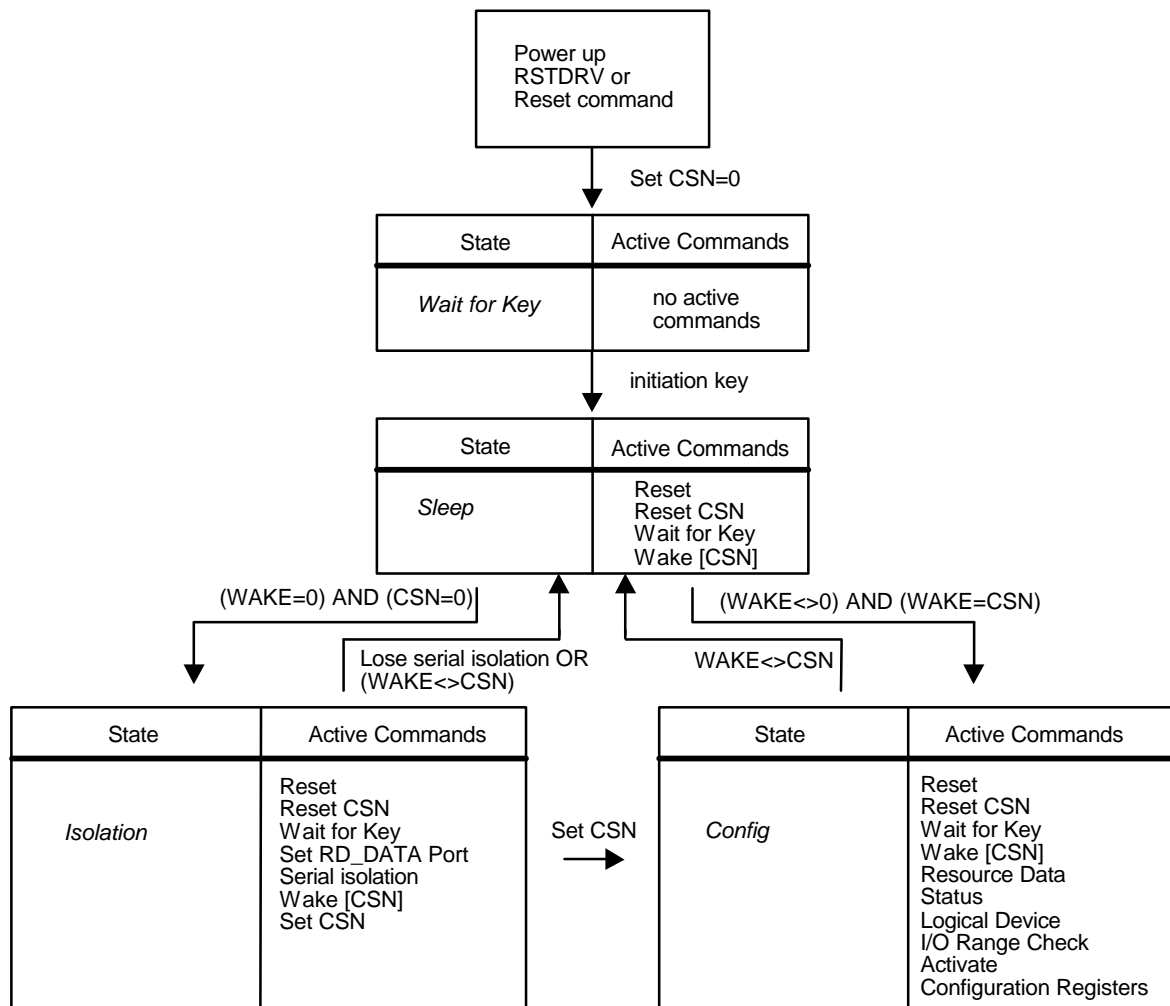 Power up
RSTDRV or
Reset command
Set CSN=0
State
Active Commands
Wait for Key
no active
commands
initiation key
State
Active Commands
Sleep
Reset
Reset CSN
Wait for Key
Wake [CSN]
(WAKE=0) AND (CSN=0)
(WAKE<>0) AND (WAKE=CSN)
Lose serial isolation OR
(WAKE<>CSN)
WAKE<>CSN
State
Active Commands
Isolation
Reset
Reset CSN
Wait for Key
Set RD_DATA Port
Serial isolation
Wake [CSN]
Set CSN
Set CSN
State
Active Commands
Config
Reset
Reset CSN
Wait for Key
Wake [CSN]
Resource Data
Status
Logical Device
I/O Range Check
Activate
Configuration Registers